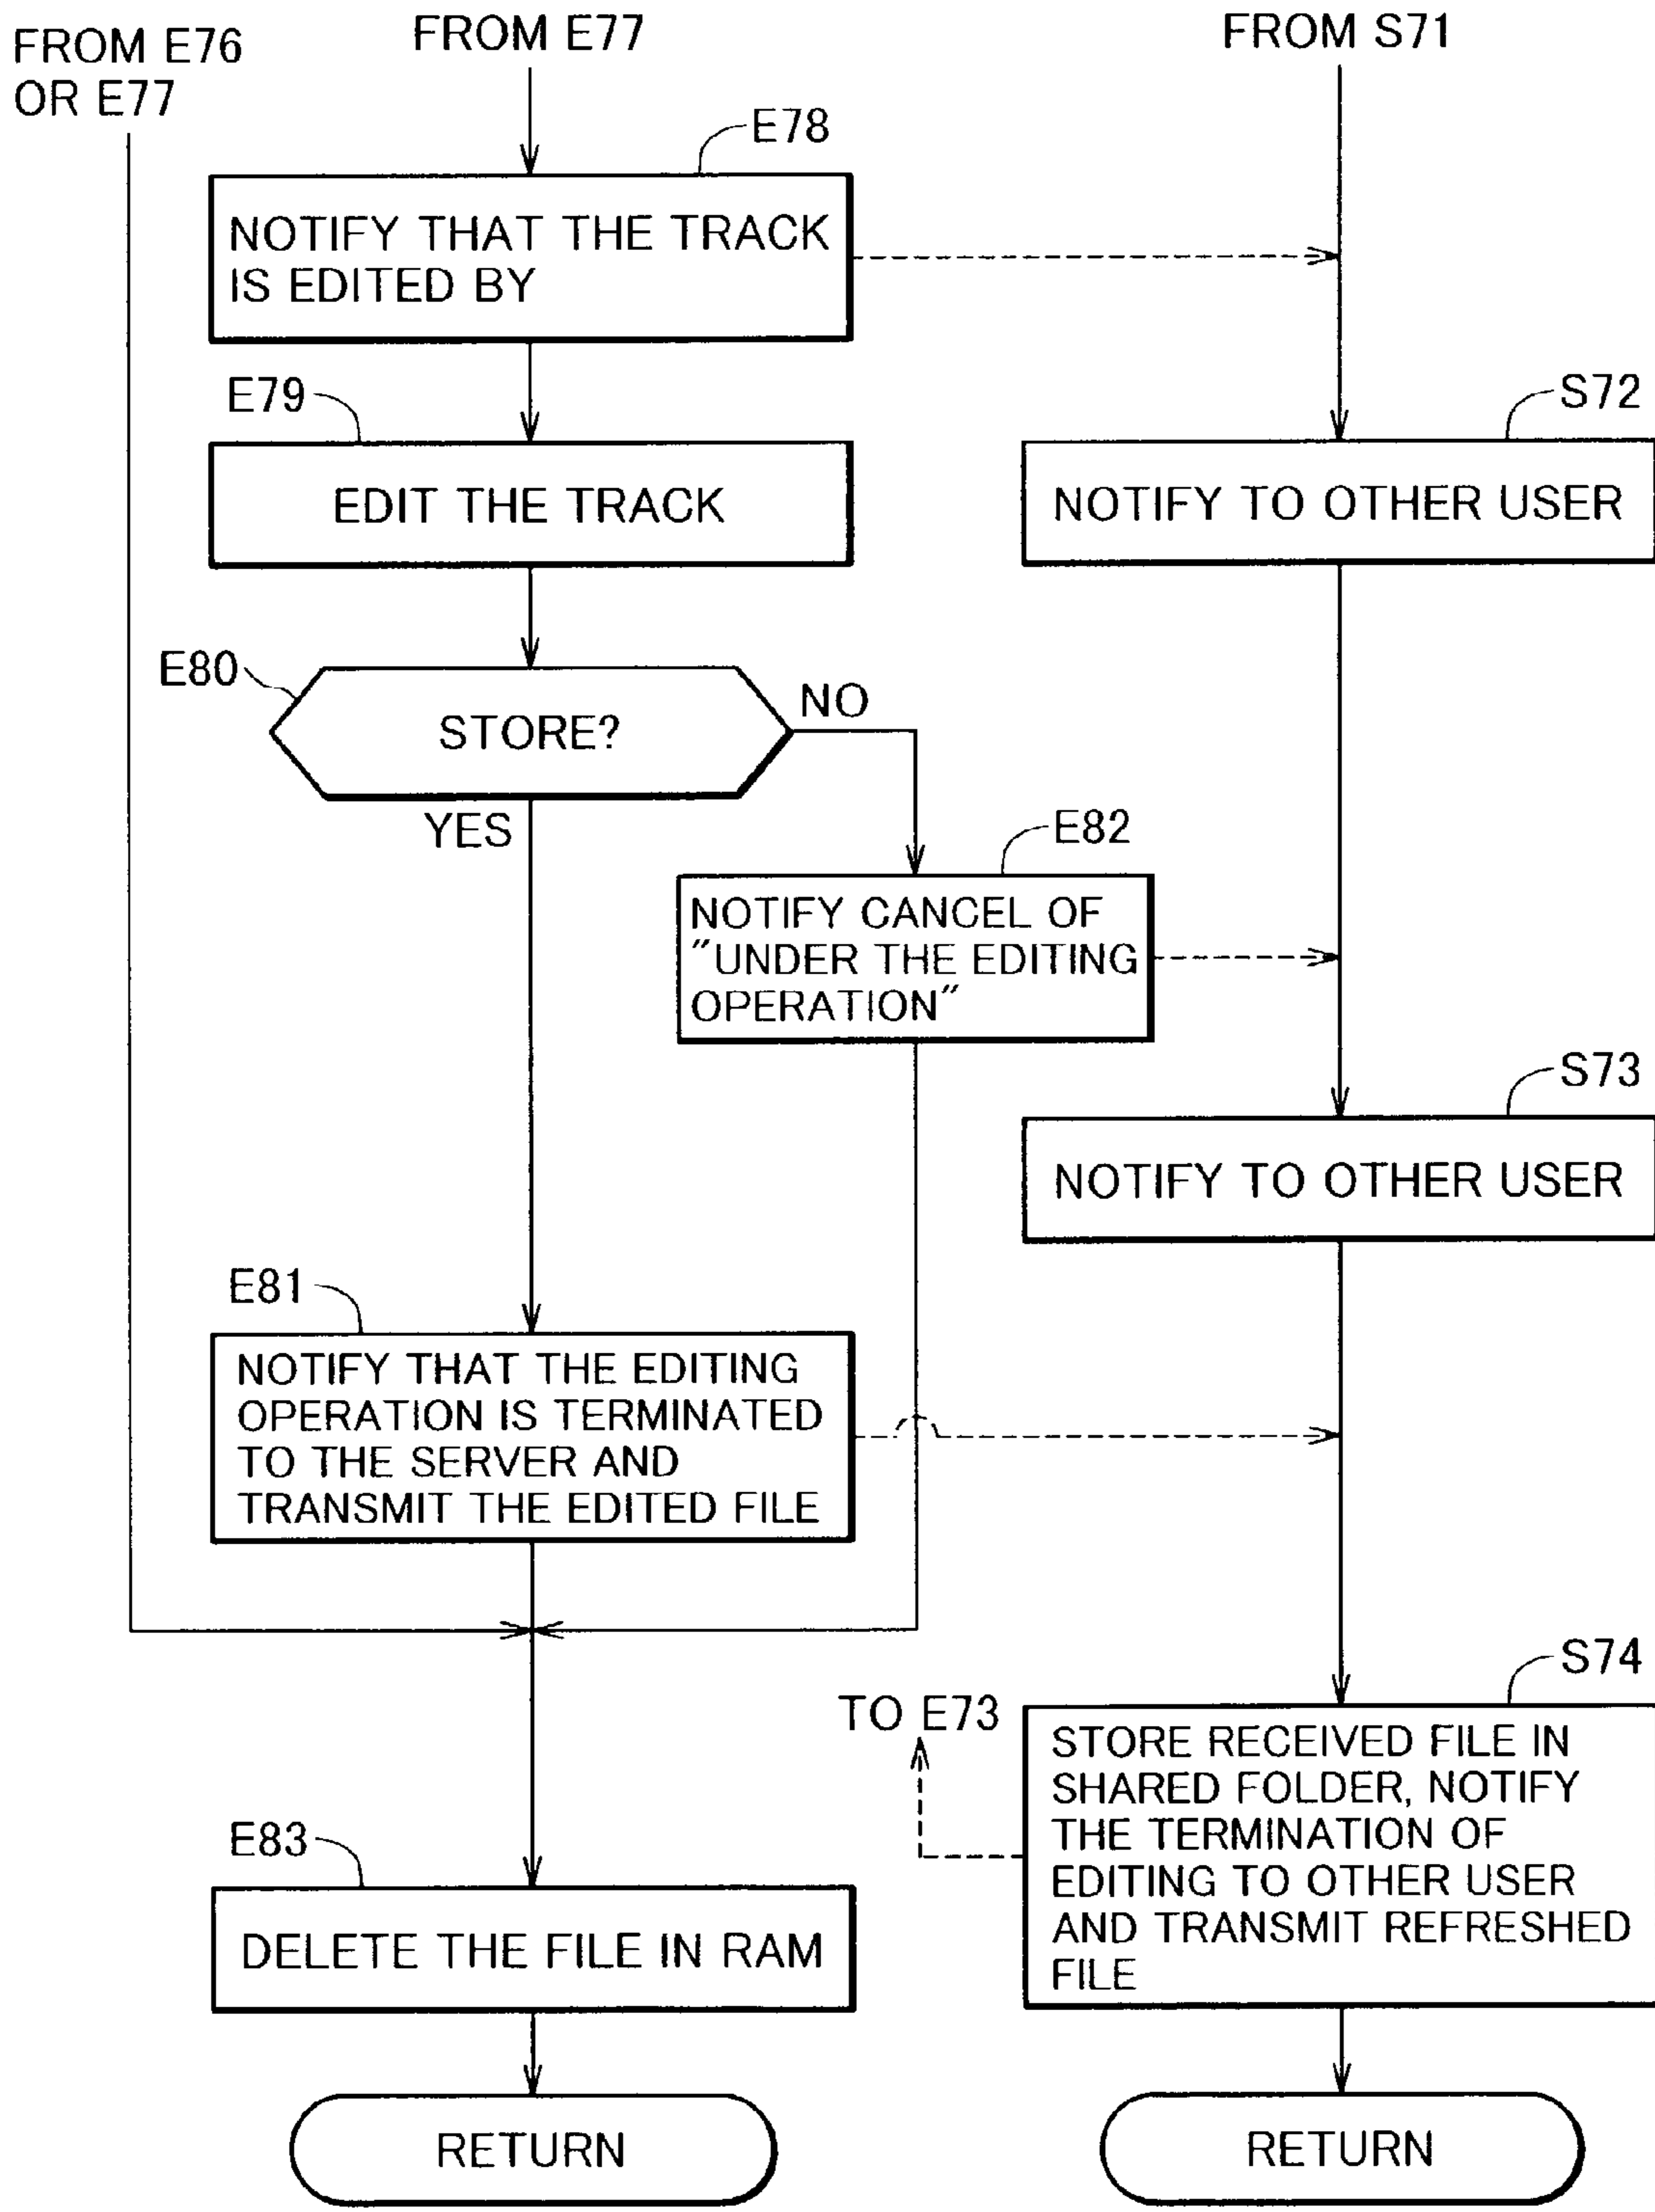 FROM E76
OR E77
FROM E77
FROM S71
E78
NOTIFY THAT THE TRACK
IS EDITED BY
E79
EDIT THE TRACK
S72
NOTIFY TO OTHER USER
E80
STORE?
NO
YES
E82
NOTIFY CANCEL OF
"UNDER THE EDITING
OPERATION"
S73
NOTIFY TO OTHER USER
E81
NOTIFY THAT THE EDITING
OPERATION IS TERMINATED
TO THE SERVER AND
TRANSMIT THE EDITED FILE
S74
TO E73
STORE RECEIVED FILE IN
SHARED FOLDER, NOTIFY
THE TERMINATION OF
EDITING TO OTHER USER
AND TRANSMIT REFRESHED
FILE
E83
DELETE THE FILE IN RAM
RETURN
RETURN